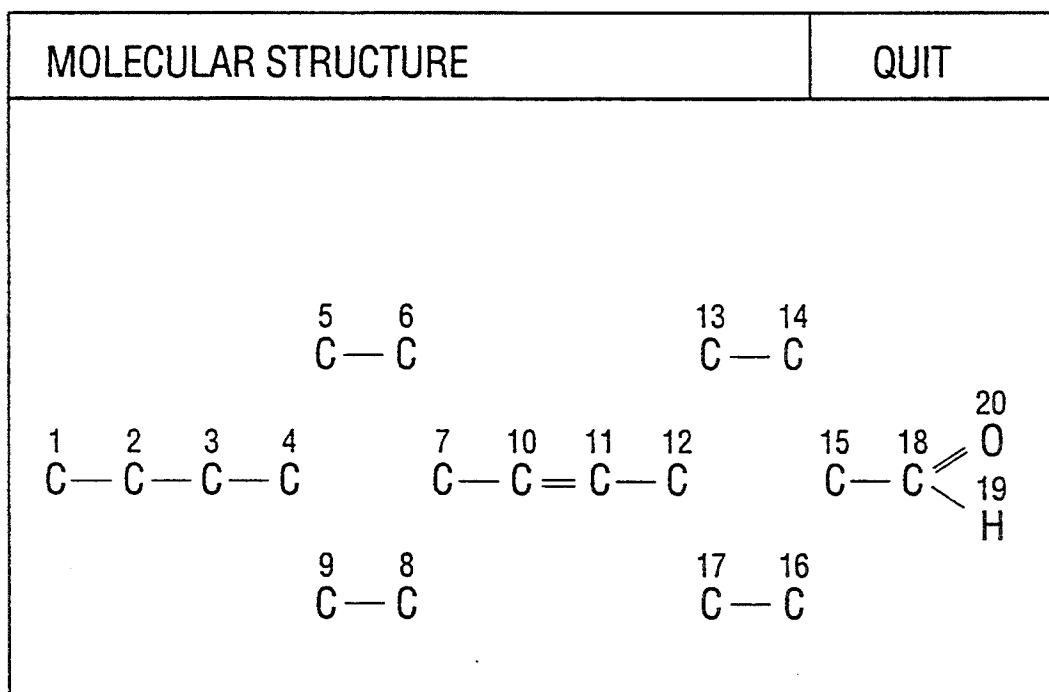 MOLECULAR STRUCTURE QUIT
5 6 13 14
C—C C—C
20
1 2 3 4 7 10 11 12 15 18 O
C—C—C—C C—C=C—C C—C
19
H
9 8 17 16
C—C C—C